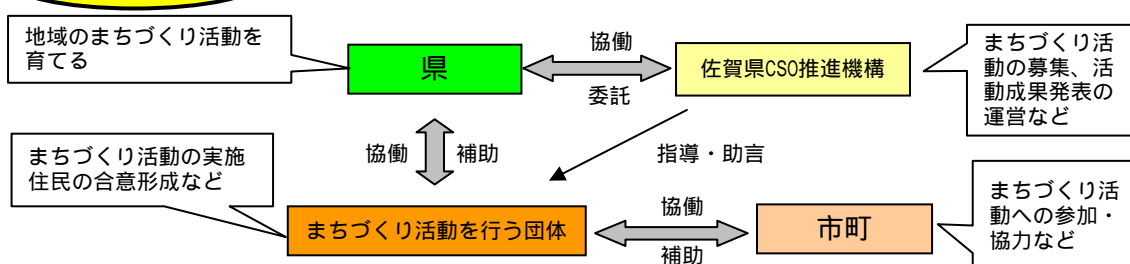 地域のまちづくり活動を
育てる
県
協働
委託
佐賀県CSO推進機構
まちづくり活
動の募集、活
動成果発表の
運営など
まちづくり活動の実施
住民の合意形成など
協働
補助
指導・助言
まちづくり活動を行う団体
協働
補助
市町
まちづくり活
動への参加・
協力など